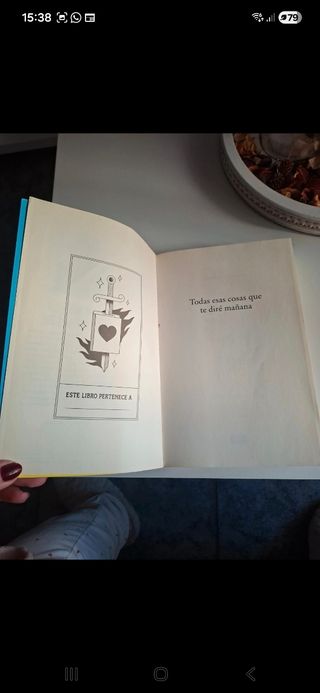 15:38
79
Todas esas cosas que
te diré mañana
ESTE LIBRO PERTENECE A